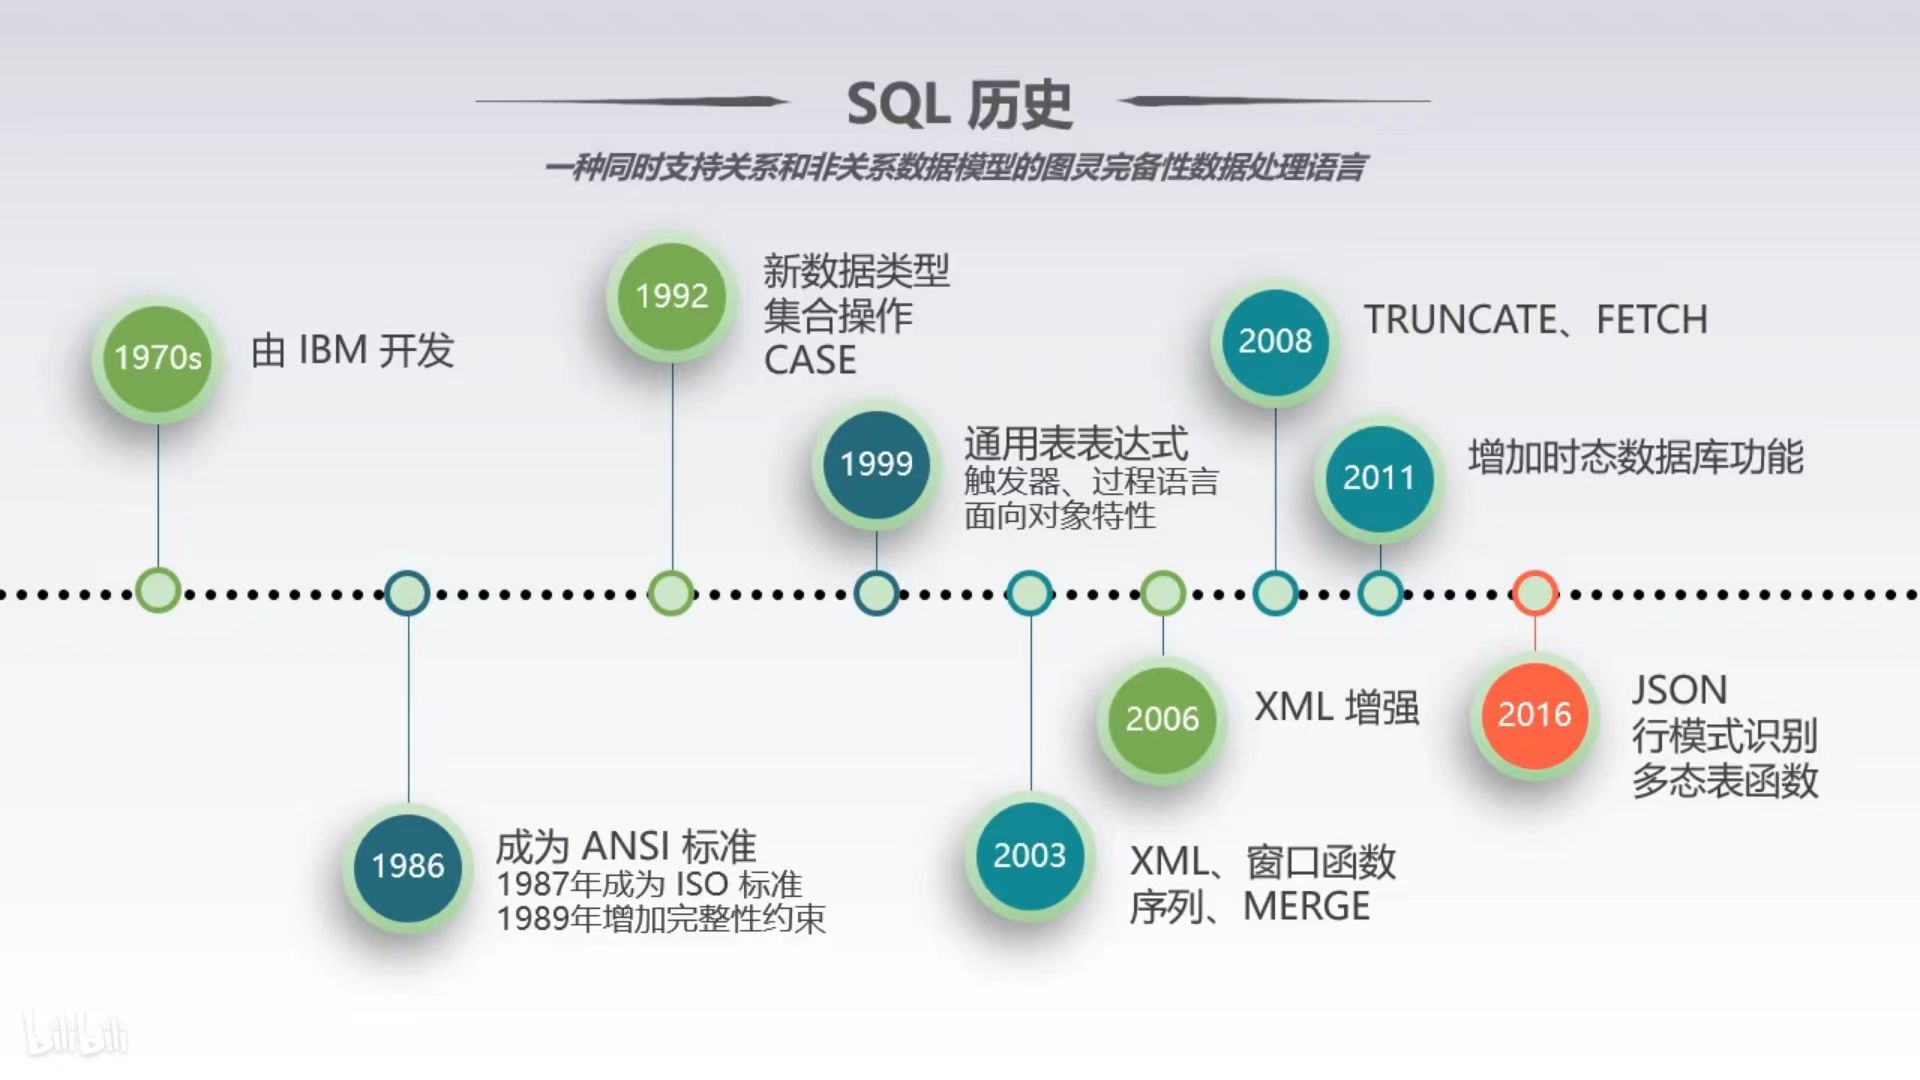 SQL 历史
一种同时支持关系和非关系数据模型的图灵完备性数据处理语言
1970s
由 IBM 开发
1986
成为 ANSI 标准
1987年成为 ISO 标准
1989年增加完整性约束
1992
新数据类型
集合操作
CASE
1999
通用表表达式
触发器、过程语言
面向对象特性
2003
XML、窗口函数
序列、MERGE
2006
XML 增强
2008
TRUNCATE、FETCH
2011
增加时态数据库功能
2016
JSON
行模式识别
多态表函数
bilibili